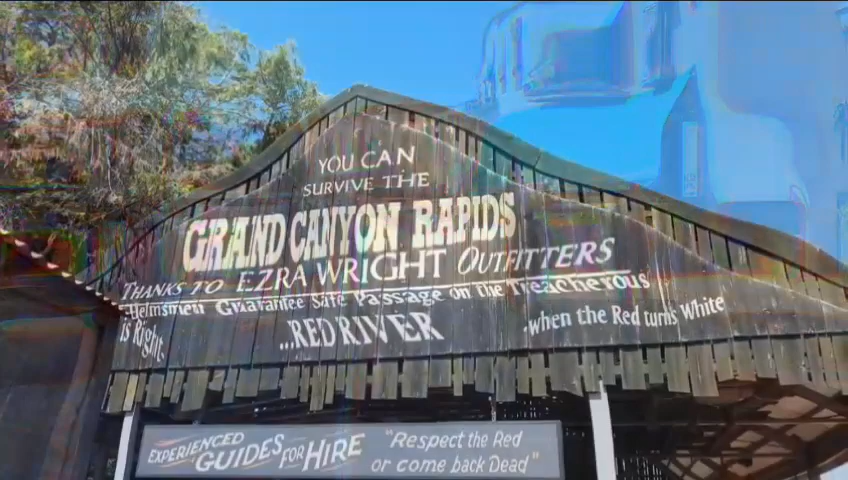 YOU CAN
SURVIVE THE
GRAND CANYON RAPIDS
THANKS TO EZRA WRIGHT OUTFITTERS
-Helmsmen Guarantee Safe Passage on The Treacherous
is Right- ...RED RIVER -when the Red turns White
EXPERIENCED GUIDES FOR HIRE
"Respect the Red
or come back Dead"